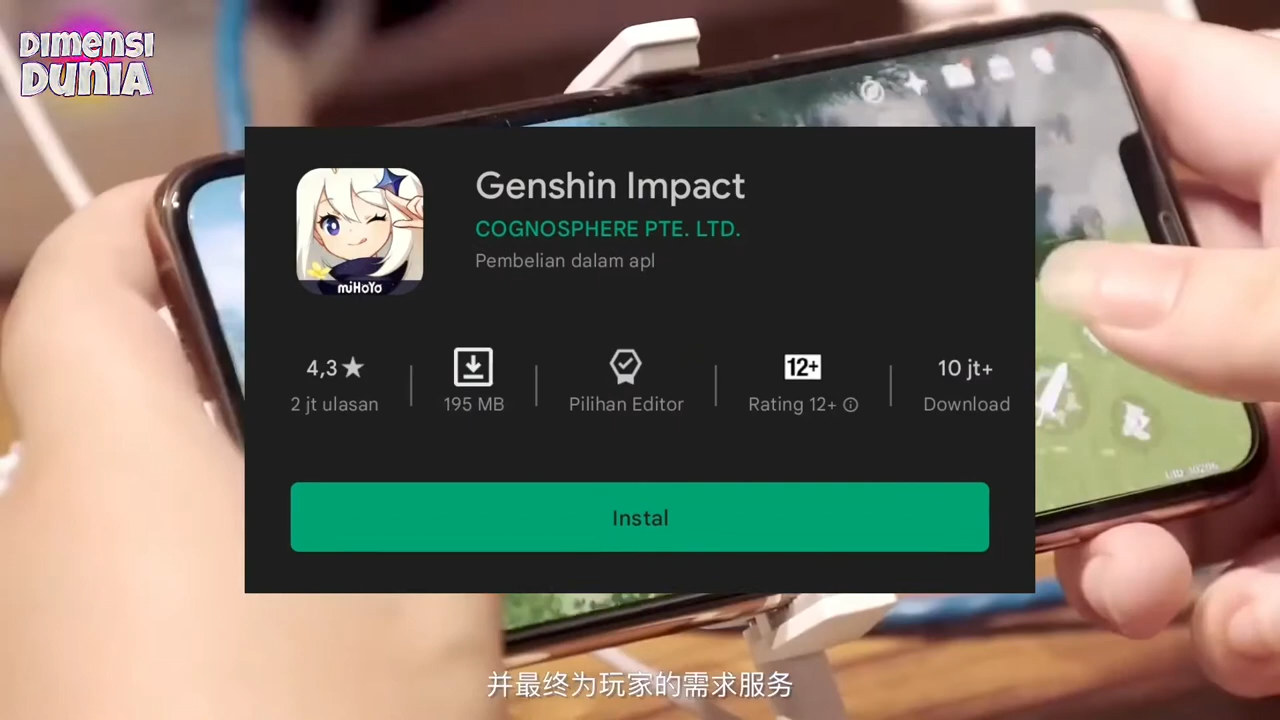 DIMENSI
DUNIA
Genshin Impact
COGNOSPHERE PTE. LTD.
Pembelian dalam apl
miHoYo
4,3★
2 jt ulasan
195 MB
Pilihan Editor
12+
Rating 12+
10 jt+
Download
Instal
并最终为玩家的需求服务